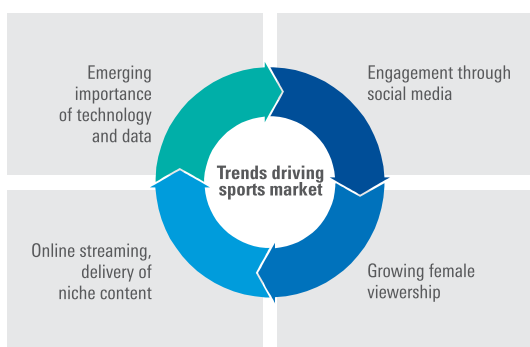 Emerging
importance
of technology
and data
Engagement through
social media
Trends driving
sports market
Online streaming,
delivery of
niche content
Growing female
viewership